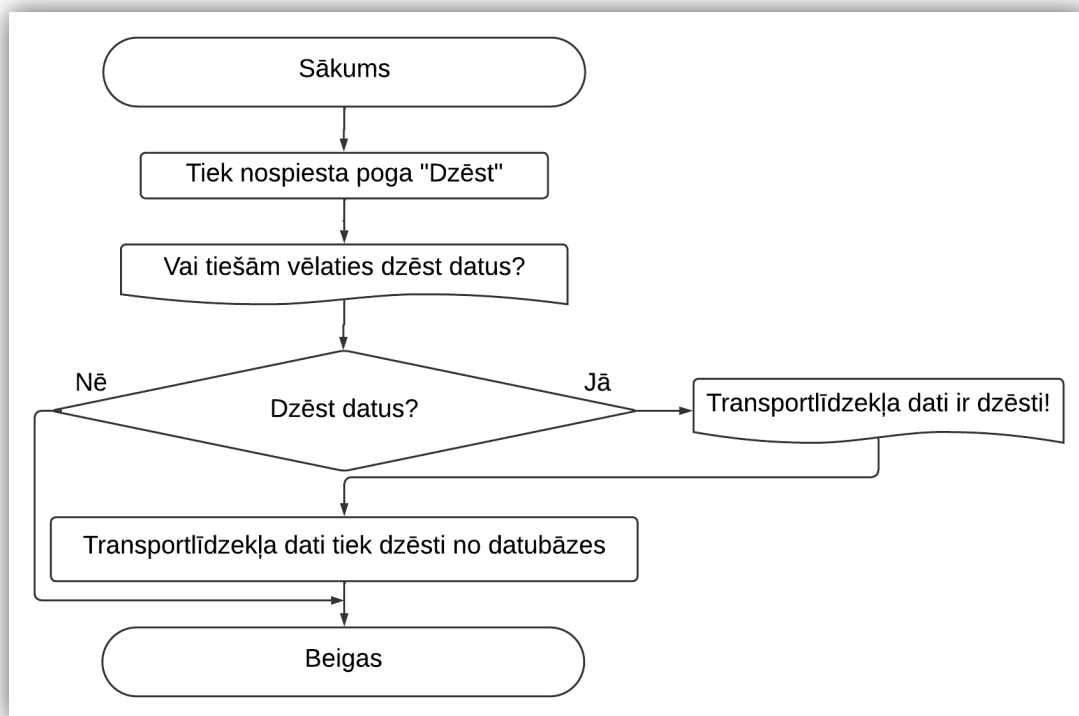 Sākums
Tiek nospiesta poga "Dzēst"
Vai tiešām vēlaties dzēst datus?
Nē
Jā
Dzēst datus?
Transportlīdzekļa dati ir dzēsti!
Transportlīdzekļa dati tiek dzēsti no datubāzes
Beigas